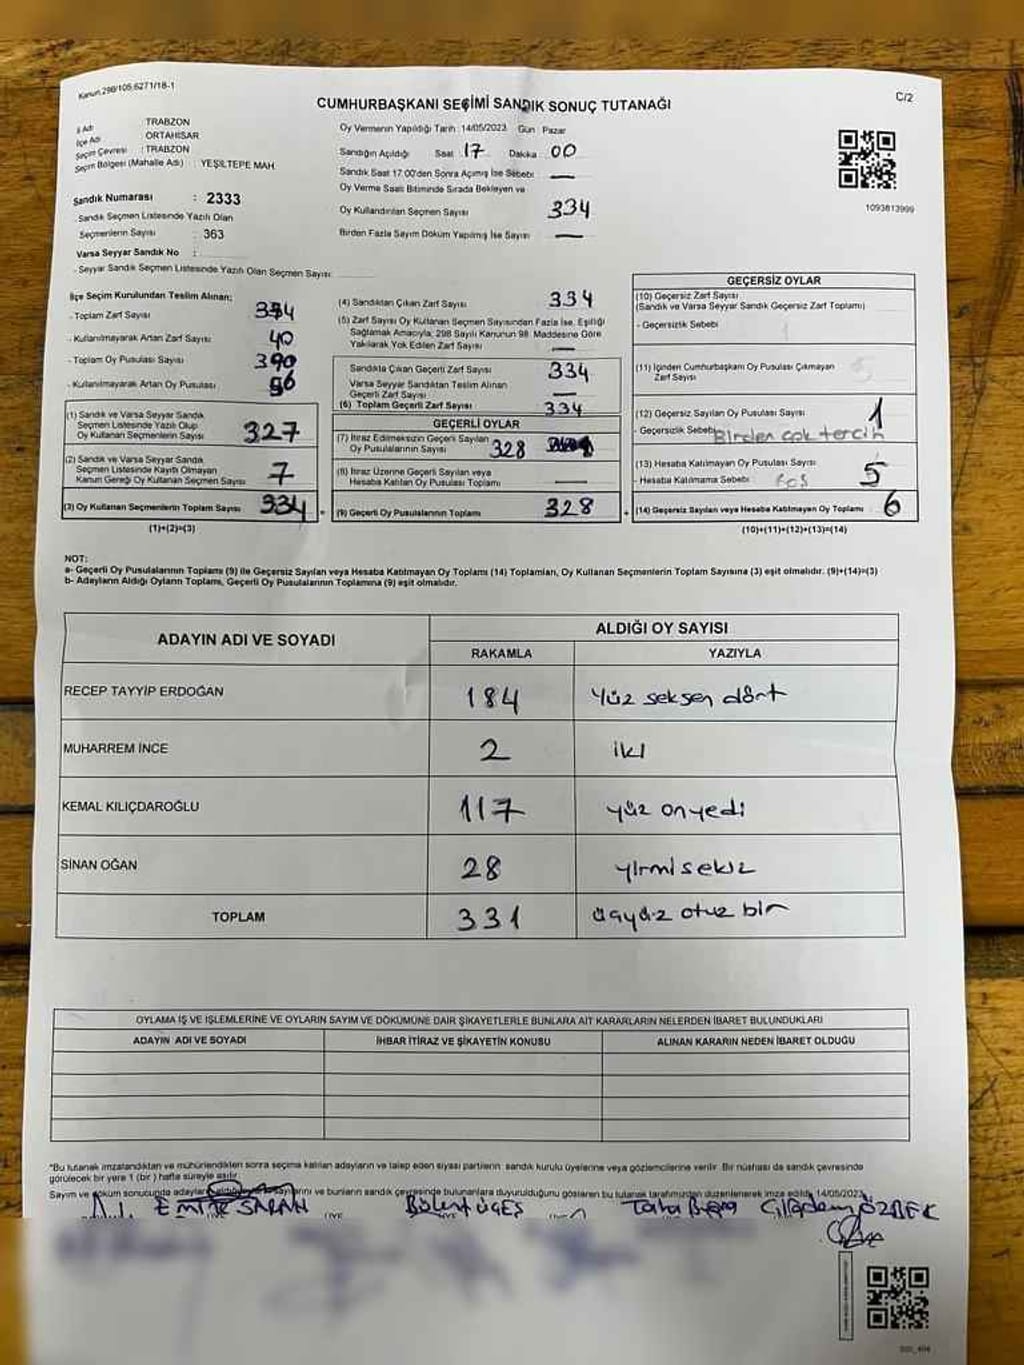 Kanun.298/105,6271/18-1
CUMHURBAŞKANI SEÇİMİ SANDIK SONUÇ TUTANAĞI
C/2
İl Adı : TRABZON
İlçe Adı : ORTAHİSAR
Seçim Çevresi : TRABZON
Seçim Bölgesi (Mahalle Adı) : YEŞİLTEPE MAH.
Sandık Numarası : 2333
Sandık Seçmen Listesinde Yazılı Olan
Seçmenlerin Sayısı : 363
Varsa Seyyar Sandık No :
- Seyyar Sandık Seçmen Listesinde Yazılı Olan Seçmen Sayısı:
Oy Vermenin Yapıldığı Tarih :14/05/2023 Gün Pazar
Sandığın Açıldığı Saat : 17 Dakika 00
Sandık Saat 17.00'den Sonra Açılmış İse Sebebi : —
Oy Verme Saati Bitiminde Sırada Bekleyen ve
Oy Kullandırılan Seçmen Sayısı 334
Birden Fazla Sayım Döküm Yapılmış İse Sayısı —
1093813999
İlçe Seçim Kurulundan Teslim Alınan;
- Toplam Zarf Sayısı
- Kullanılmayarak Artan Zarf Sayısı 40
- Toplam Oy Pusulası Sayısı 390
- Kullanılmayarak Artan Oy Pusulası 56
(1) Sandık ve Varsa Seyyar Sandık
Seçmen Listesinde Yazılı Olup
Oy Kullanan Seçmenlerin Sayısı 327
(2) Sandık ve Varsa Seyyar Sandık
Seçmen Listesinde Kayıtlı Olmayan
Kanun Gereği Oy Kullanan Seçmen Sayısı 7
(3) Oy Kullanan Seçmenlerin Toplam Sayısı 334 =
(1)+(2)=(3)
(4) Sandıktan Çıkan Zarf Sayısı 334
(5) Zarf Sayısı Oy Kullanan Seçmen Sayısından Fazla İse, Eşitliği
Sağlamak Amacıyla; 298 Sayılı Kanunun 98. Maddesine Göre
Yakılarak Yok Edilen Zarf Sayısı —
Sandıkta Çıkan Geçerli Zarf Sayısı 334
Varsa Seyyar Sandıktan Teslim Alınan
Geçerli Zarf Sayısı —
(6) Toplam Geçerli Zarf Sayısı : 334
GEÇERLİ OYLAR
(7) İtiraz Edilmeksizin Geçerli Sayılan
Oy Pusulalarının Sayısı 328
(8) İtiraz Üzerine Geçerli Sayılan veya
Hesaba Katılan Oy Pusulası Toplamı —
(9) Geçerli Oy Pusulalarının Toplamı 328 +
GEÇERSİZ OYLAR
(10) Geçersiz Zarf Sayısı
(Sandık ve Varsa Seyyar Sandık Geçersiz Zarf Toplamı)
- Geçersizlik Sebebi
(11) İçinden Cumhurbaşkanı Oy Pusulası Çıkmayan
Zarf Sayısı
(12) Geçersiz Sayılan Oy Pusulası Sayısı 1
- Geçersizlik Sebebi Birden çok tercih
(13) Hesaba Katılmayan Oy Pusulası Sayısı 5
- Hesaba Katılmama Sebebi Boş
(14) Geçersiz Sayılan veya Hesaba Katılmayan Oy Toplamı 6
(10)+(11)+(12)+(13)=(14)
NOT:
a- Geçerli Oy Pusulalarının Toplamı (9) ile Geçersiz Sayılan veya Hesaba Katılmayan Oy Toplamı (14) Toplamları, Oy Kullanan Seçmenlerin Toplam Sayısına (3) eşit olmalıdır. (9)+(14)=(3)
b- Adayların Aldığı Oyların Toplamı, Geçerli Oy Pusulalarının Toplamına (9) eşit olmalıdır.
ADAYIN ADI VE SOYADI
ALDIĞI OY SAYISI
RAKAMLA YAZIYLA
RECEP TAYYİP ERDOĞAN 184 yüz seksen dört
MUHARREM İNCE 2 iki
KEMAL KILIÇDAROĞLU 117 yüz onyedi
SİNAN OĞAN 28 yirmi sekiz
TOPLAM 331 üçyüz otuz bir
OYLAMA İŞ VE İŞLEMLERİNE VE OYLARIN SAYIM VE DÖKÜMÜNE DAİR ŞİKAYETLERLE BUNLARA AİT KARARLARIN NELERDEN İBARET BULUNDUKLARI
ADAYIN ADI VE SOYADI İHBAR İTİRAZ VE ŞİKAYETİN KONUSU ALINAN KARARIN NEDEN İBARET OLDUĞU
*Bu tutanak imzalandıktan ve mühürlendikten sonra seçime katılan adayların ve talep eden siyasi partilerin sandık kurulu üyelerine veya gözlemcilerine verilir. Bir nüshası da sandık çevresinde
görülecek bir yere 1 (bir) hafta süreyle asılır.
Sayım ve döküm sonucunda adayların aldığı oy sayılarını ve bunların sandık çevresinde bulunanlara duyurulduğunu gösteren bu tutanak tarafımızdan düzenlenerek imza edildi. 14/05/2023
SARAN Bülent ÜGES Taha Çiğdem ÖZBEK